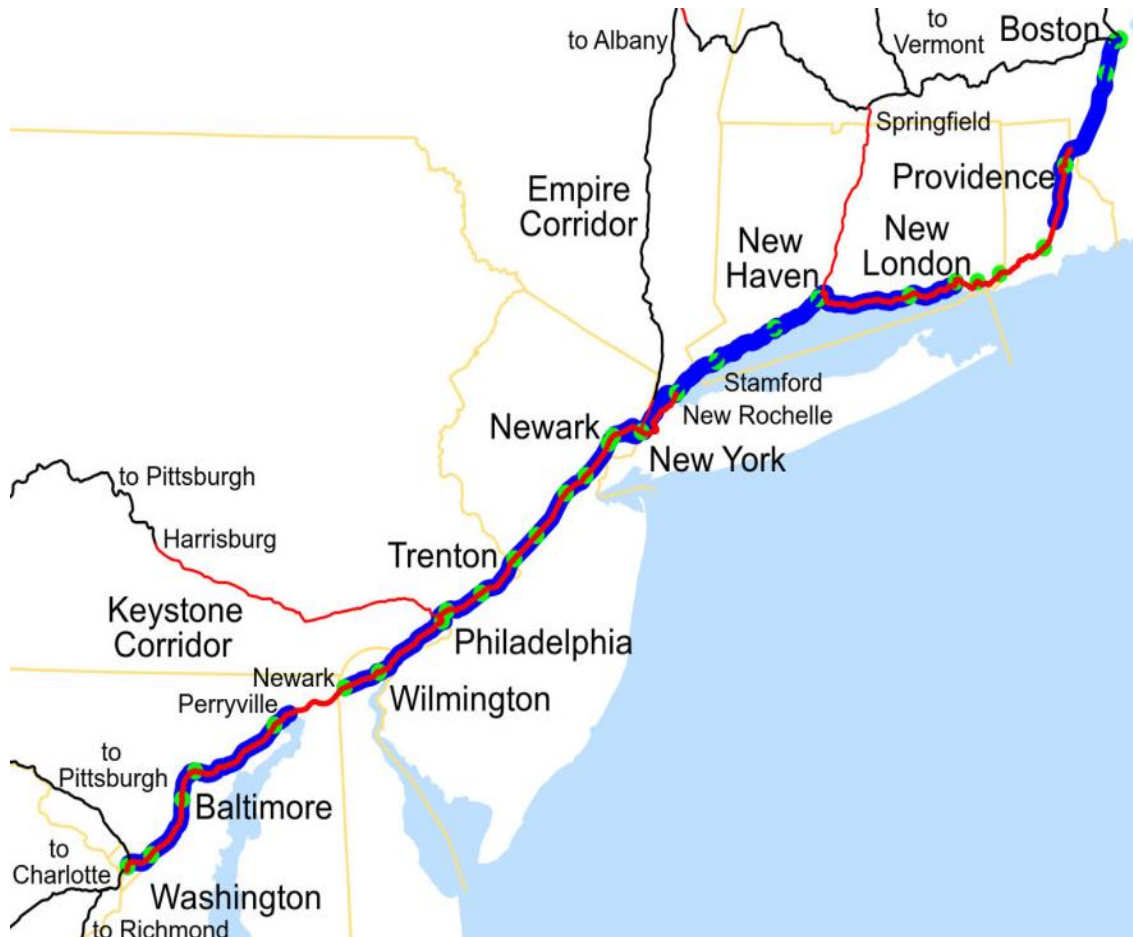 to
Vermont
Boston
to Albany
Springfield
Empire
Corridor
Providence
New
Haven
New
London
Stamford
New Rochelle
Newark
New York
to Pittsburgh
Harrisburg
Trenton
Keystone
Corridor
Philadelphia
Newark
Wilmington
Perryville
to
Pittsburgh
Baltimore
to
Charlotte
Washington
to Richmond